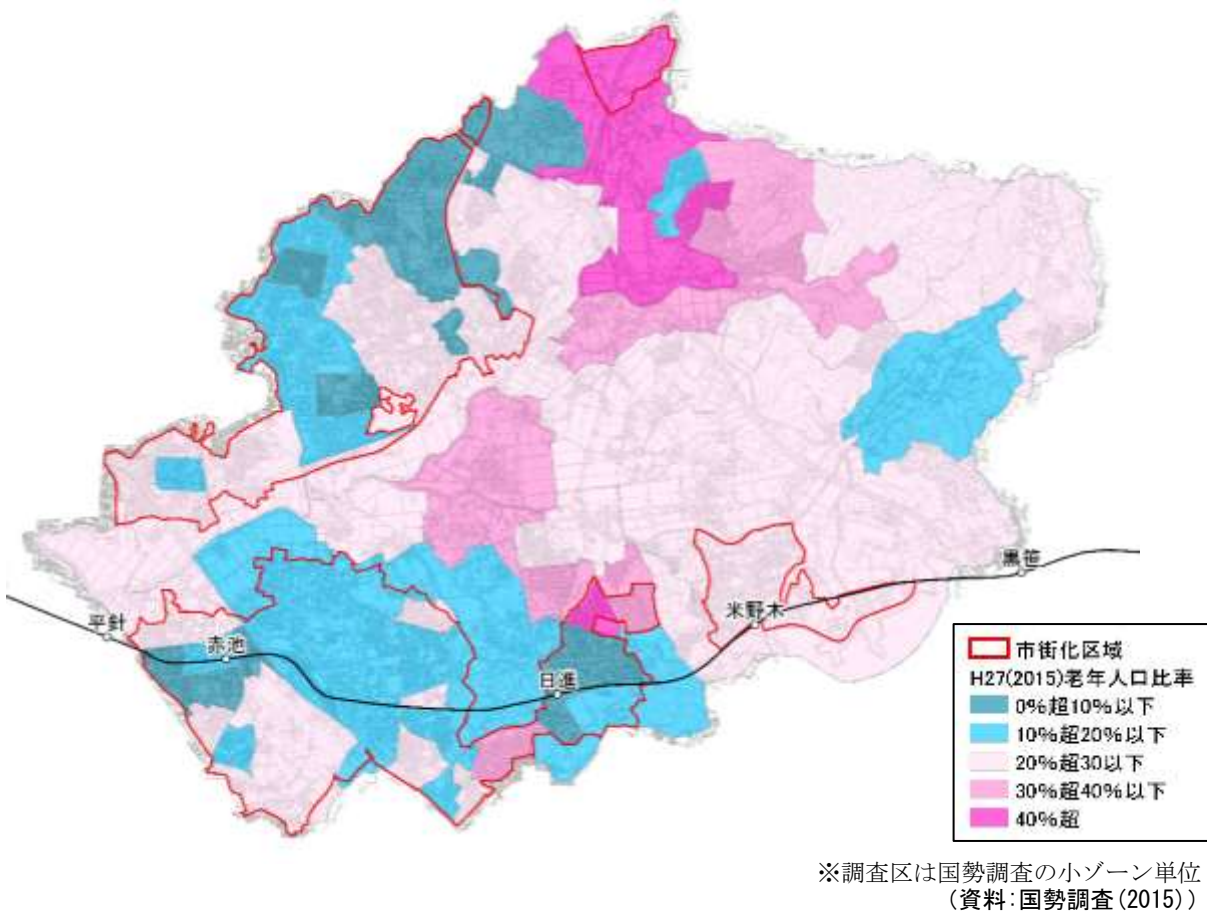 黒笹
米野木
平針
赤池
日進
市街化区域
H27(2015)老年人口比率
0%超10%以下
10%超20%以下
20%超30以下
30%超40%以下
40%超
※調査区は国勢調査の小ゾーン単位
(資料:国勢調査(2015))